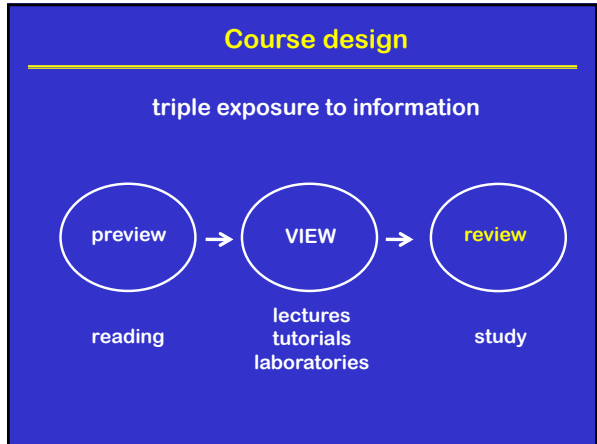 Course design
triple exposure to information
preview → VIEW → review
reading
lectures
tutorials
laboratories
study